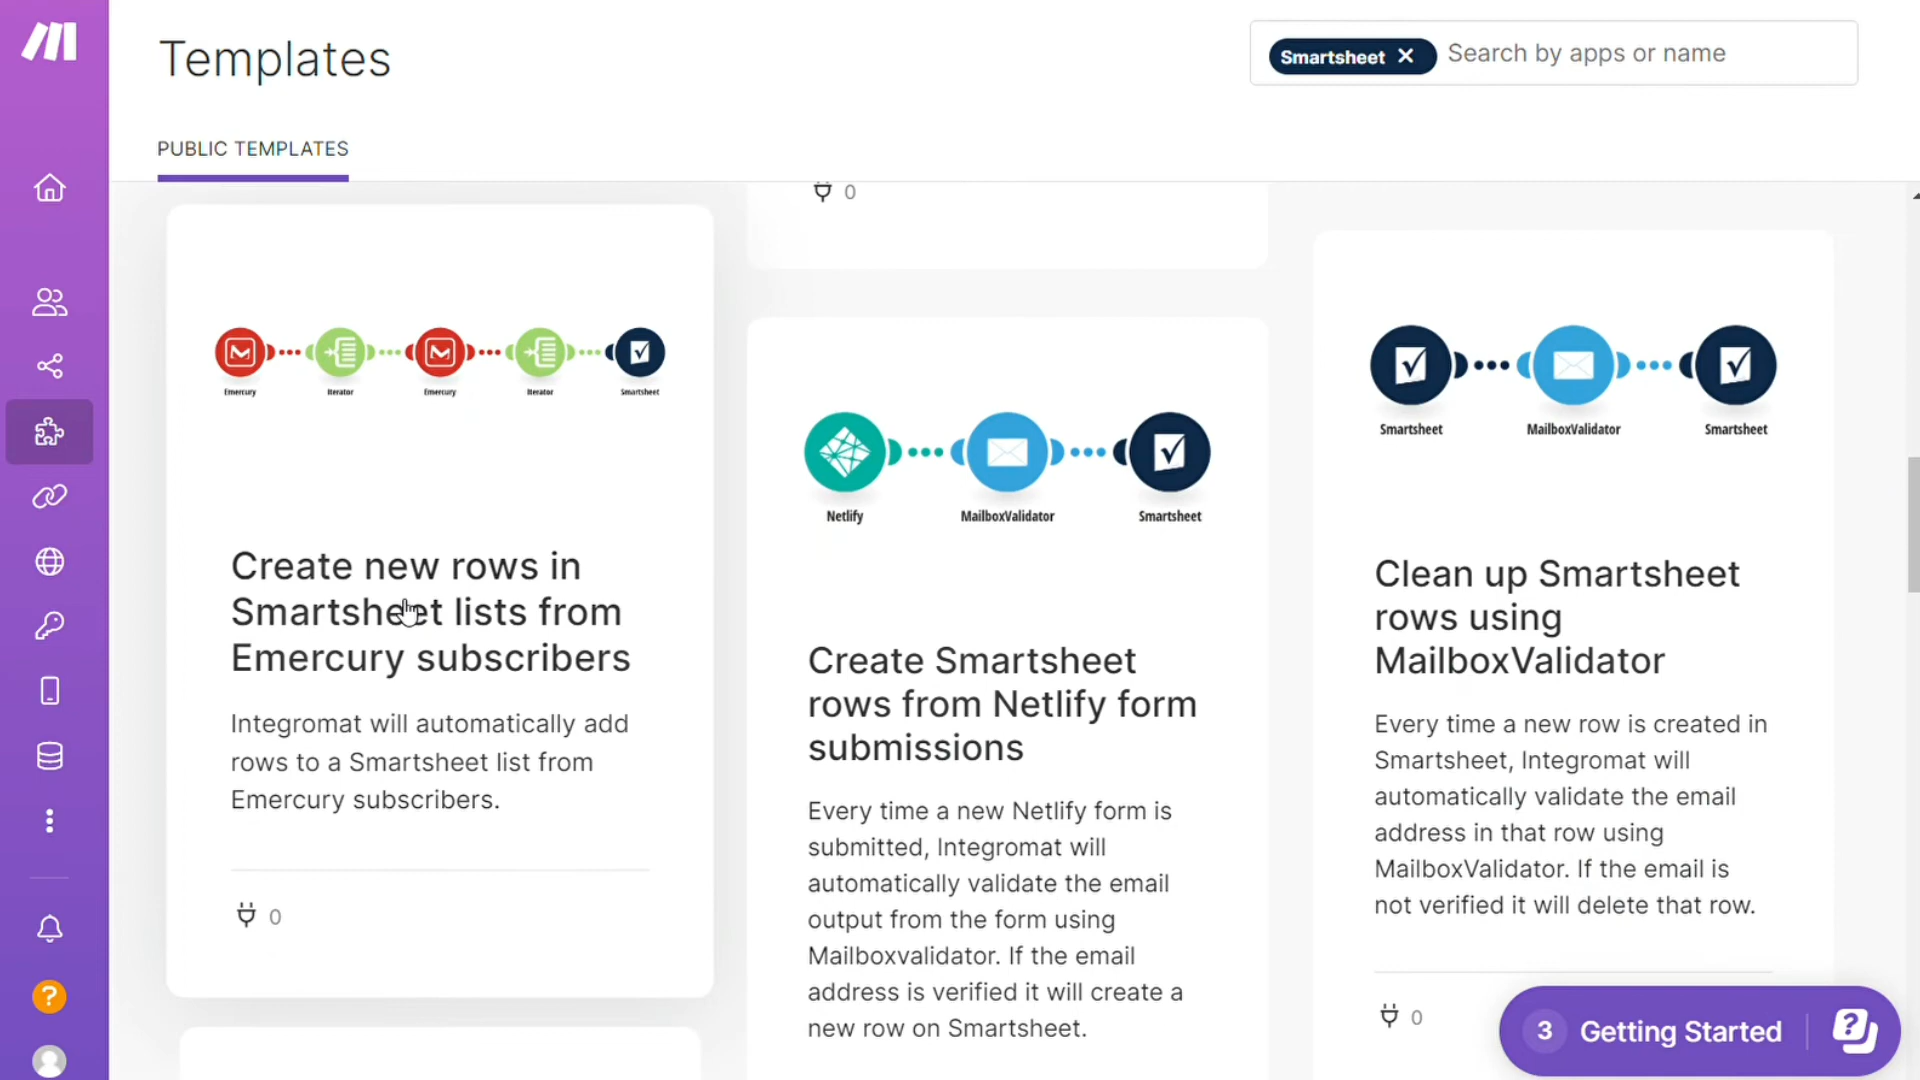 Templates
Smartsheet ✕ Search by apps or name
PUBLIC TEMPLATES
0
Emercury Iterator Emercury Iterator Smartsheet
Create new rows in
Smartsheet lists from
Emercury subscribers
Integromat will automatically add
rows to a Smartsheet list from
Emercury subscribers.
0
Netlify MailboxValidator Smartsheet
Create Smartsheet
rows from Netlify form
submissions
Every time a new Netlify form is
submitted, Integromat will
automatically validate the email
output from the form using
Mailboxvalidator. If the email
address is verified it will create a
new row on Smartsheet.
Smartsheet MailboxValidator Smartsheet
Clean up Smartsheet
rows using
MailboxValidator
Every time a new row is created in
Smartsheet, Integromat will
automatically validate the email
address in that row using
MailboxValidator. If the email is
not verified it will delete that row.
0
3 Getting Started ?
?